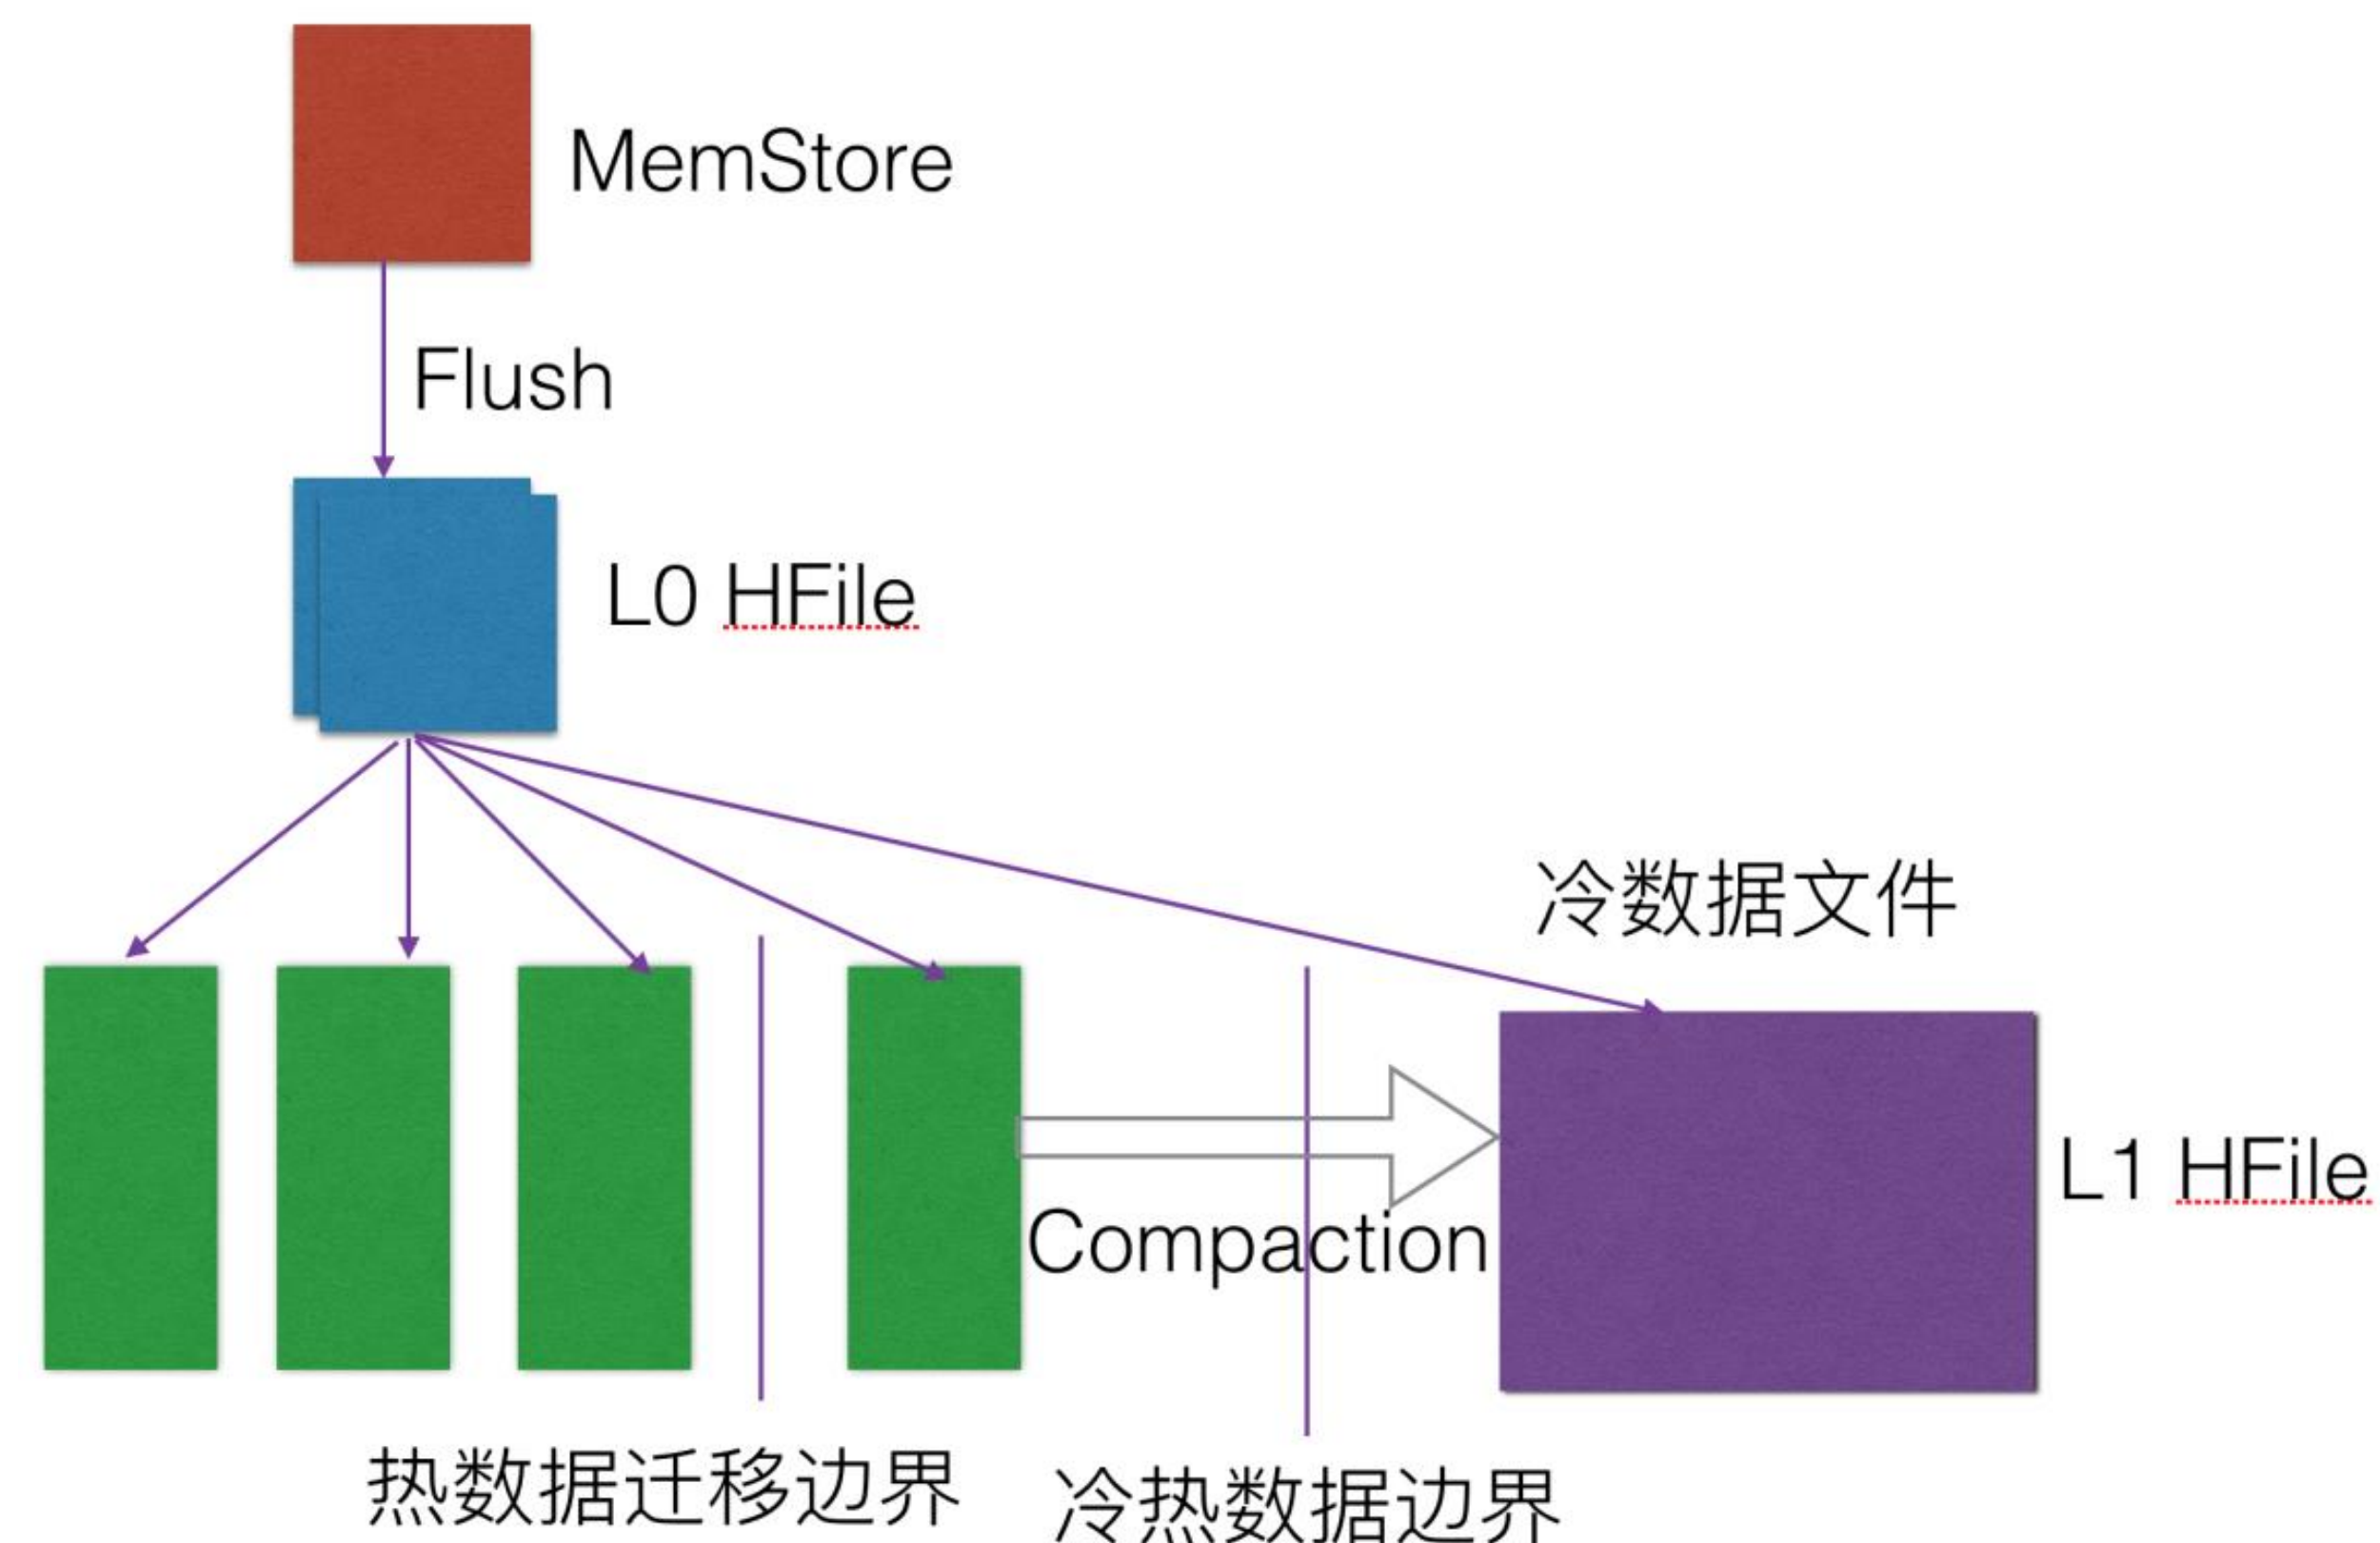 MemStore
Flush
L0 HFile
冷数据文件
L1 HFile
Compaction
热数据迁移边界
冷热数据边界